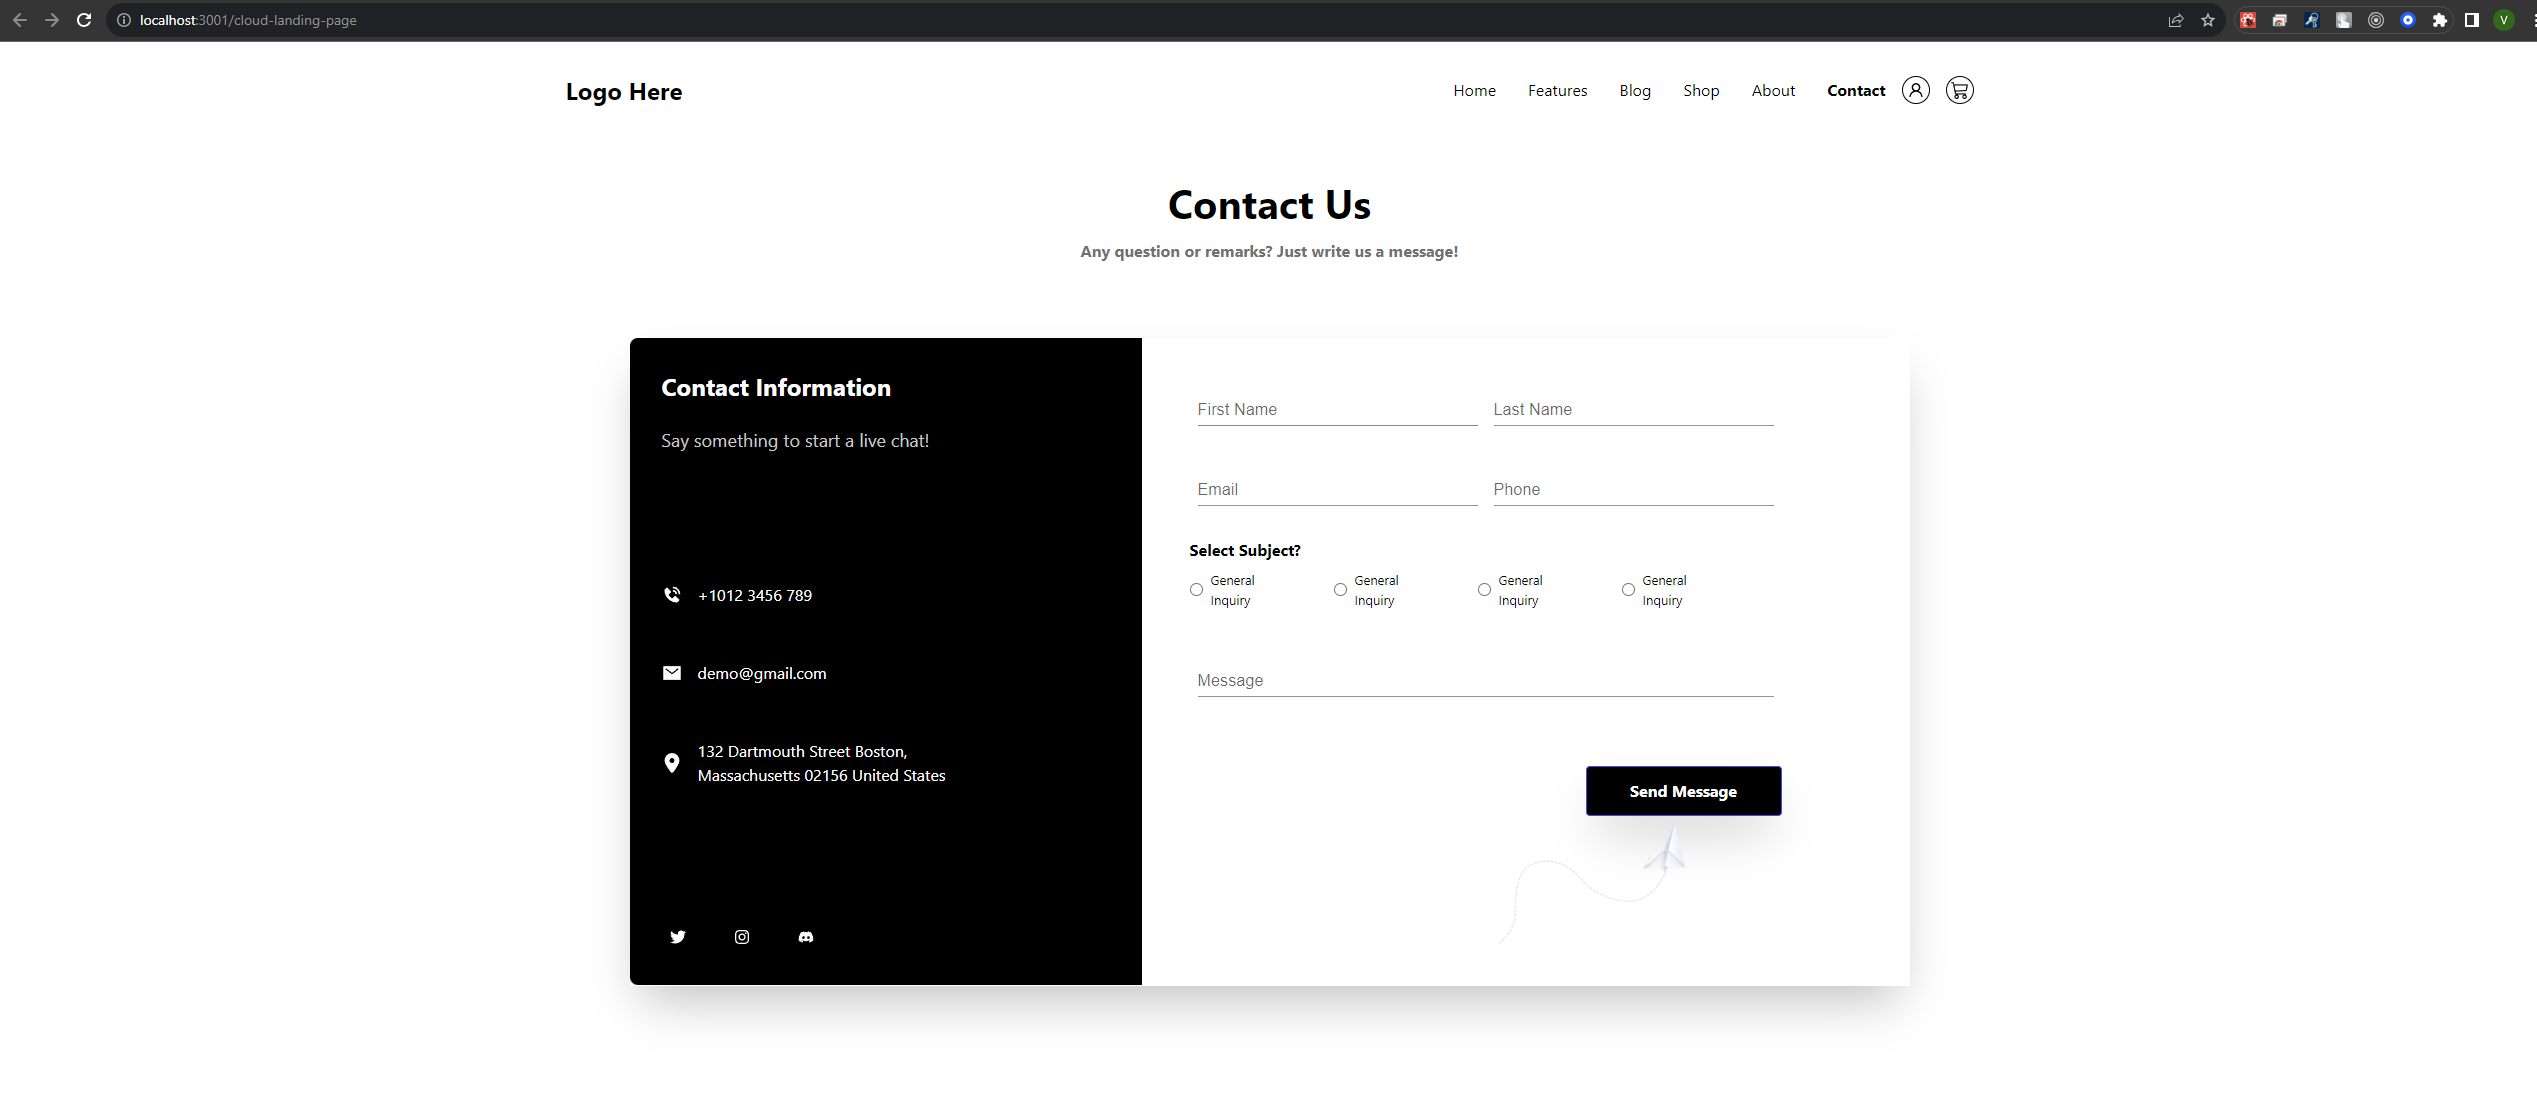 localhost:3001/cloud-landing-page
V
Logo Here
Home Features Blog Shop About Contact
Contact Us
Any question or remarks? Just write us a message!
Contact Information
Say something to start a live chat!
+1012 3456 789
demo@gmail.com
132 Dartmouth Street Boston,
Massachusetts 02156 United States
First Name Last Name
Email Phone
Select Subject?
General General General General
Inquiry Inquiry Inquiry Inquiry
Message
Send Message